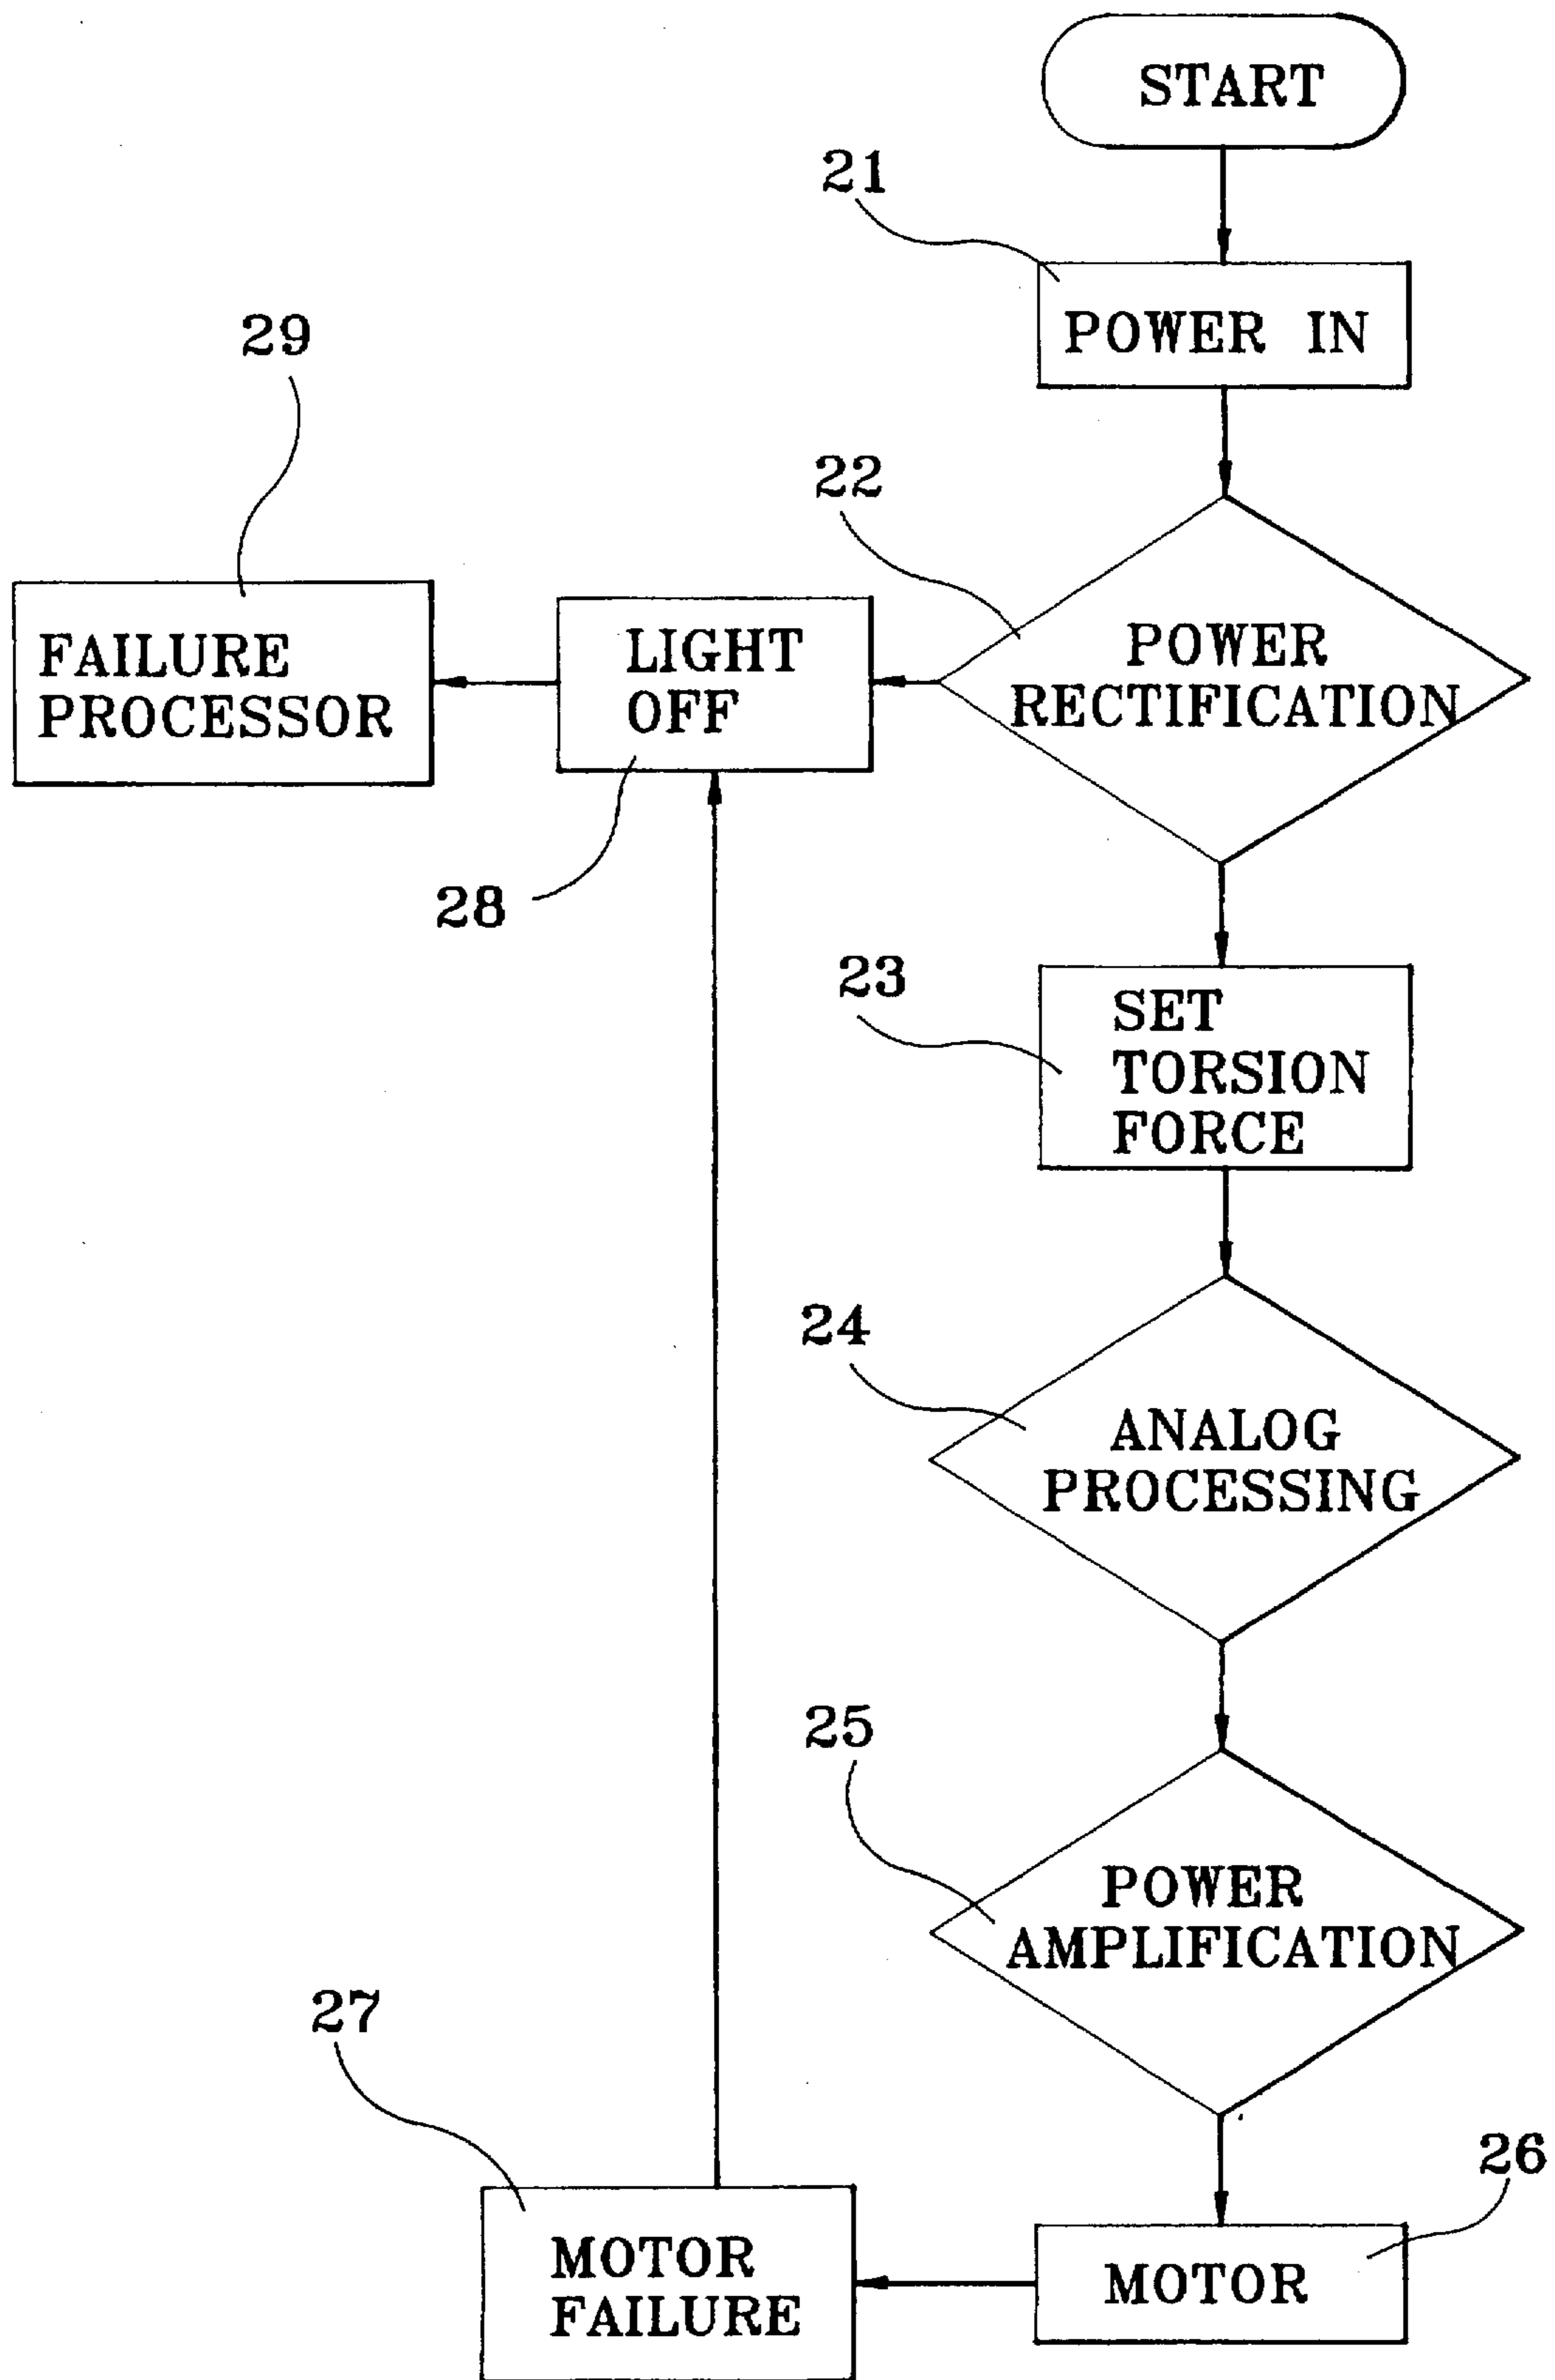 START
21
POWER IN
29
22
FAILURE
PROCESSOR
LIGHT
OFF
POWER
RECTIFICATION
28
23
SET
TORSION
FORCE
24
ANALOG
PROCESSING
25
POWER
AMPLIFICATION
27
26
MOTOR
FAILURE
MOTOR